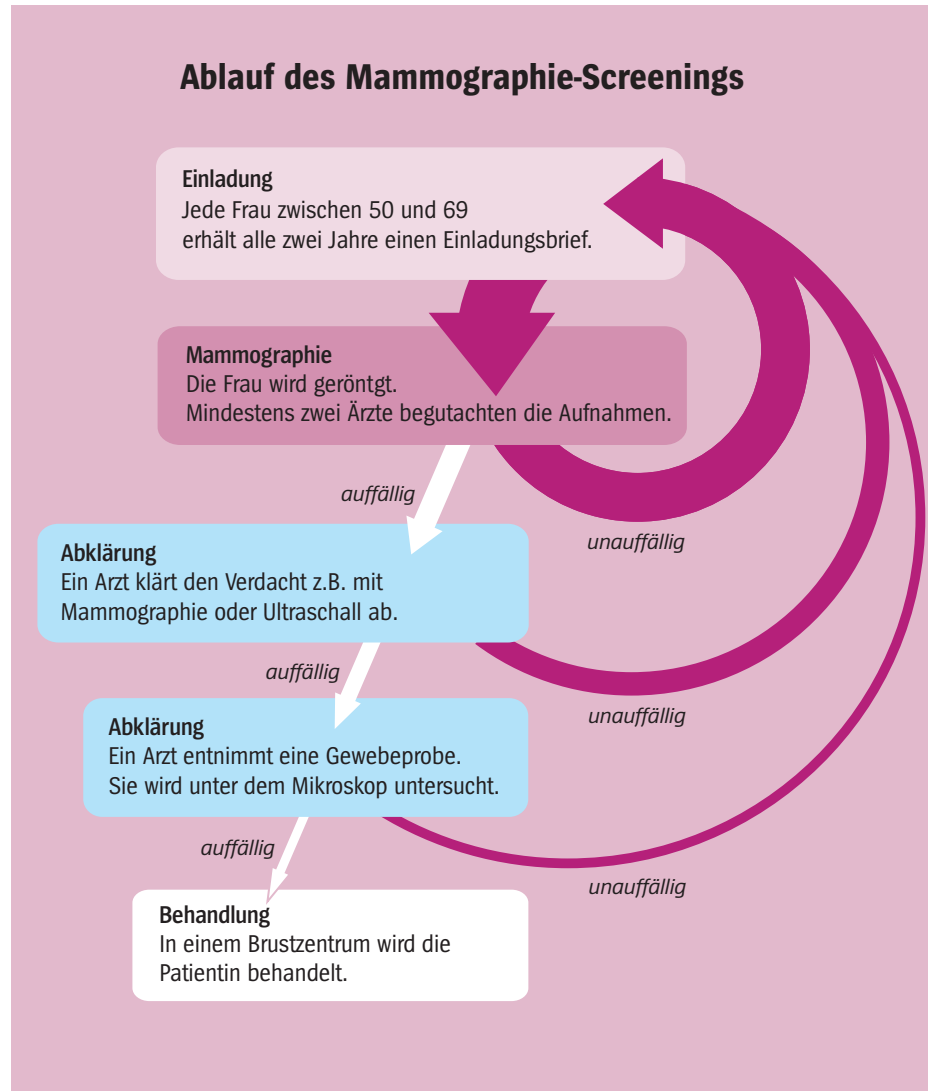 Ablauf des Mammographie-Screenings
Einladung
Jede Frau zwischen 50 und 69
erhält alle zwei Jahre einen Einladungsbrief.
Mammographie
Die Frau wird geröntgt.
Mindestens zwei Ärzte begutachten die Aufnahmen.
auffällig
unauffällig
Abklärung
Ein Arzt klärt den Verdacht z.B. mit
Mammographie oder Ultraschall ab.
auffällig
unauffällig
Abklärung
Ein Arzt entnimmt eine Gewebeprobe.
Sie wird unter dem Mikroskop untersucht.
auffällig
unauffällig
Behandlung
In einem Brustzentrum wird die
Patientin behandelt.